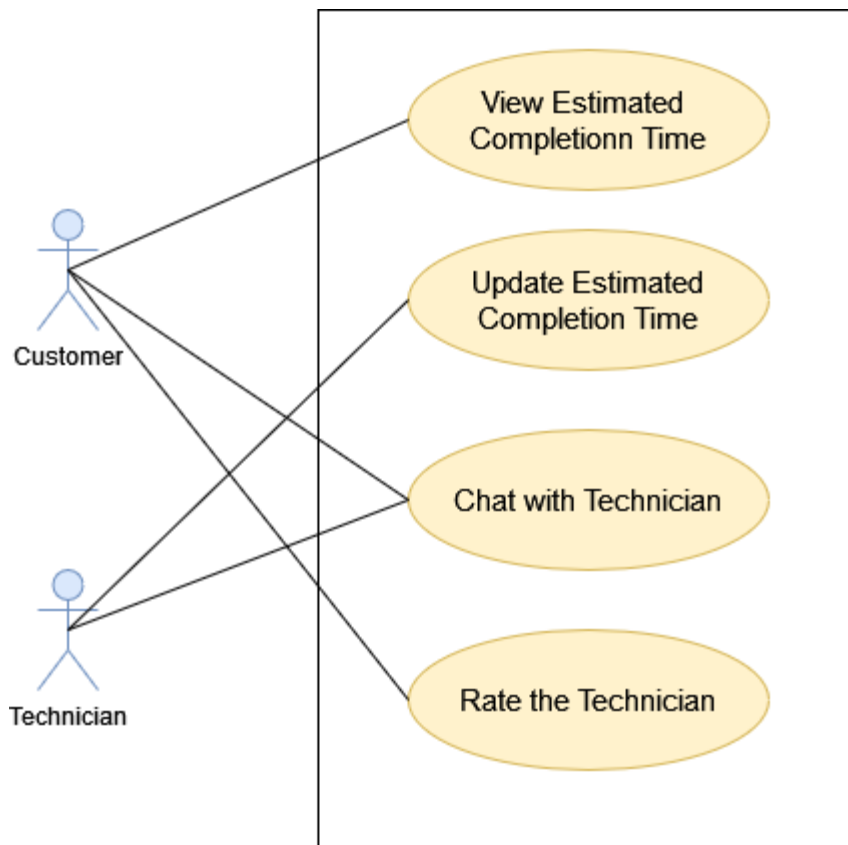 View Estimated
Completionn Time
Update Estimated
Completion Time
Customer
Chat with Technician
Technician
Rate the Technician